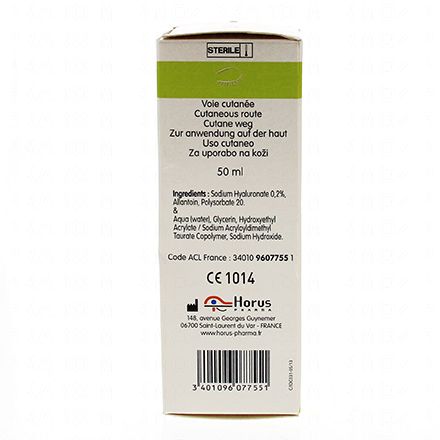 STERILE
Voie cutanée
Cutaneous route
Cutane weg
Zur anwendung auf der haut
Uso cutaneo
Za uporabo na koži
50 ml
Ingredients : Sodium Hyaluronate 0,2%,
Allantoin, Polysorbate 20.
&
Aqua (water), Glycerin, Hydroxyethyl
Acrylate / Sodium Acryloyldimethyl
Taurate Copolymer, Sodium Hydroxide.
Code ACL France : 34010 9607755 1
CE 1014
Horus
PHARMA
148, avenue Georges Guynemer
06700 Saint-Laurent du Var - FRANCE
www.horus-pharma.fr
3 401096 077551